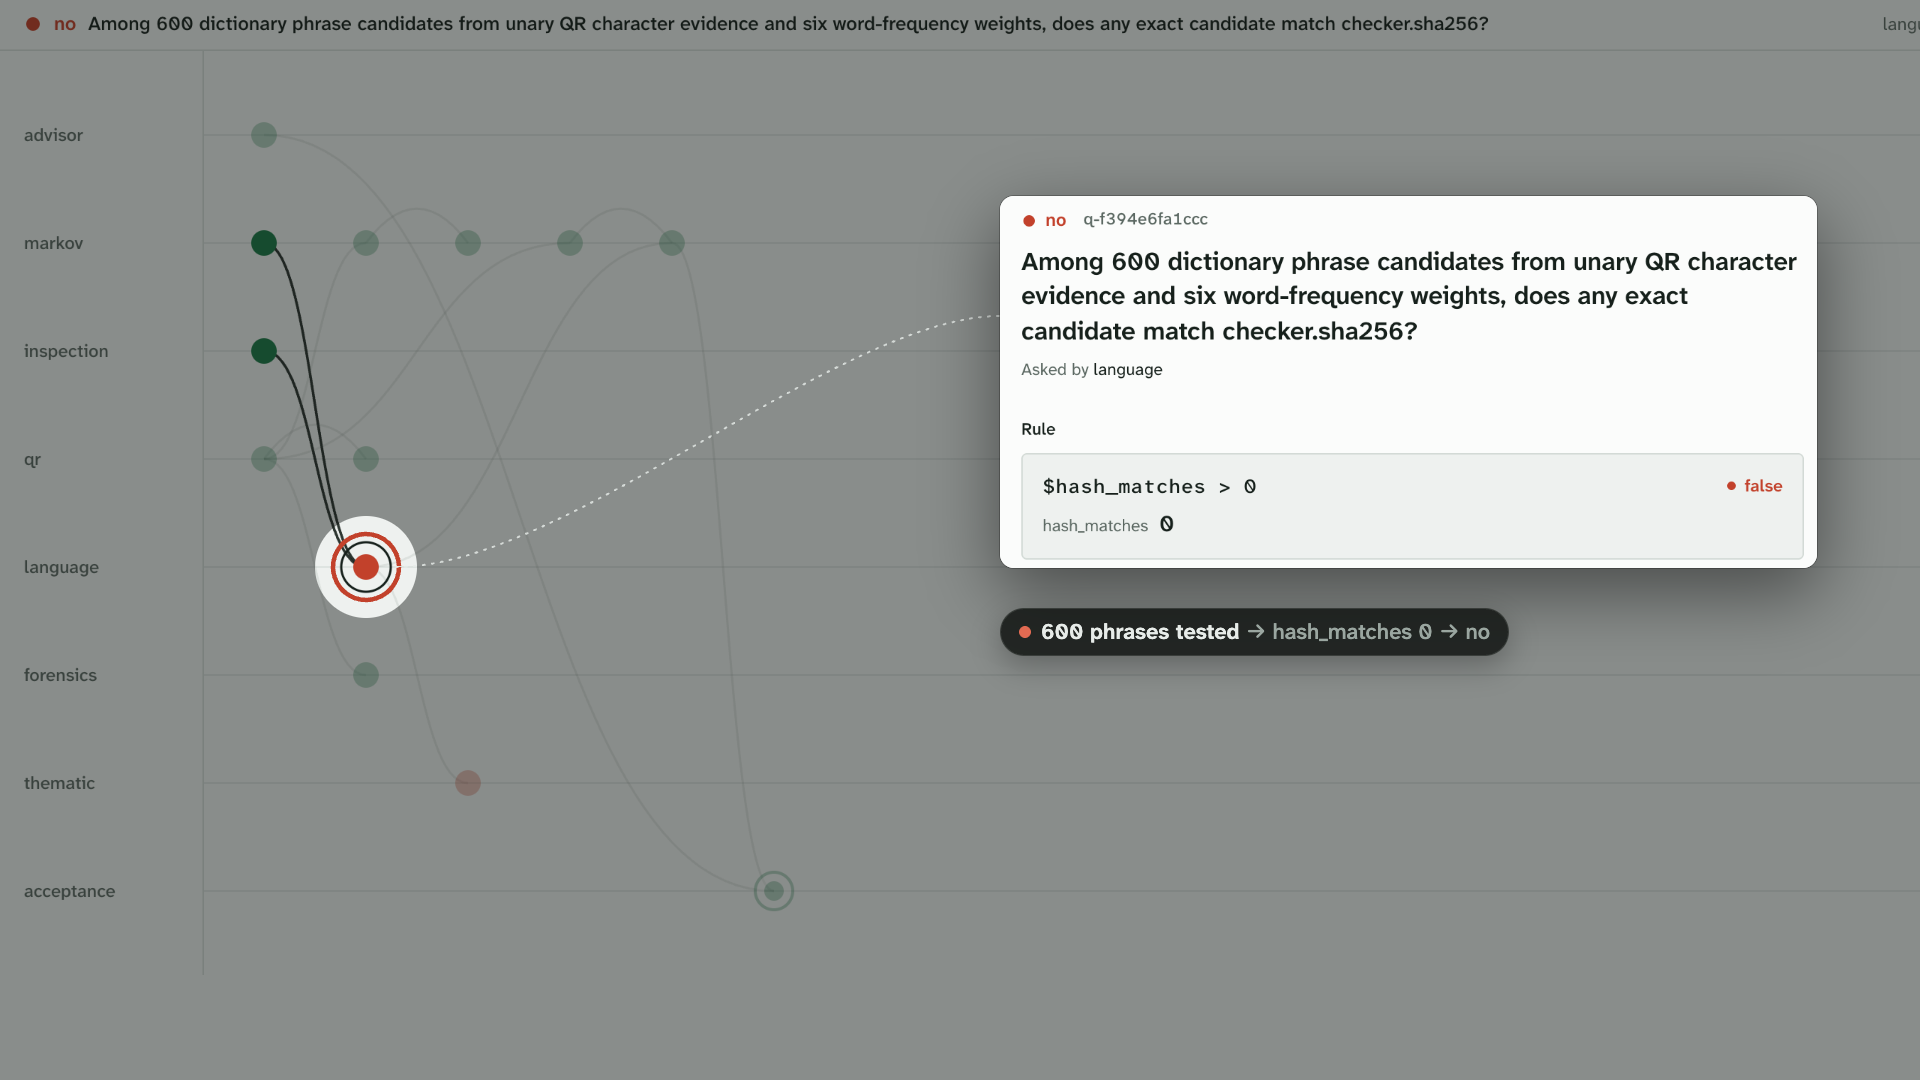 no Among 600 dictionary phrase candidates from unary QR character evidence and six word-frequency weights, does any exact candidate match checker.sha256?
langu
advisor
markov
inspection
qr
language
forensics
thematic
acceptance
no q-f394e6fa1ccc
Among 600 dictionary phrase candidates from unary QR character
evidence and six word-frequency weights, does any exact
candidate match checker.sha256?
Asked by language
Rule
$hash_matches > 0
false
hash_matches 0
600 phrases tested → hash_matches 0 → no